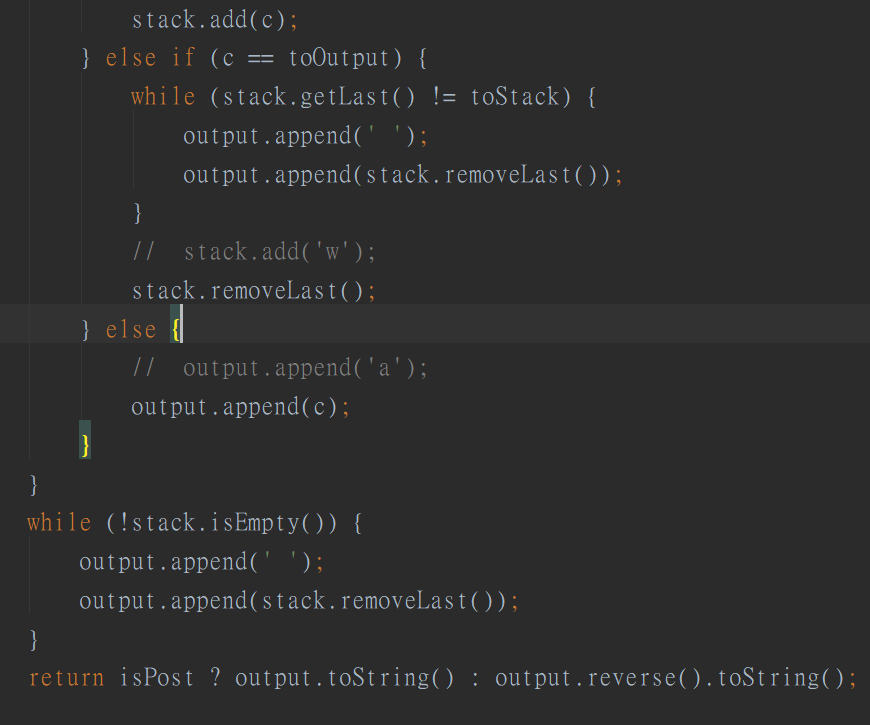 stack.add(c);
} else if (c == toOutput) {
while (stack.getLast() != toStack) {
output.append(' ');
output.append(stack.removeLast());
}
//  stack.add('w');
stack.removeLast();
} else {
//  output.append('a');
output.append(c);
}
}
while (!stack.isEmpty()) {
output.append(' ');
output.append(stack.removeLast());
}
return isPost ? output.toString() : output.reverse().toString();